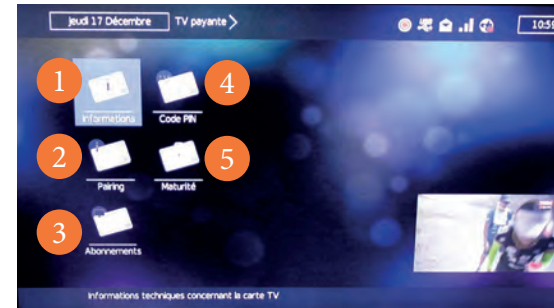 Jeudi 17 Décembre TV payante 10:59
1 4
Informations Code PIN
2 5
Pairing Maturité
3
Abonnements
Informations techniques concernant la carte TV